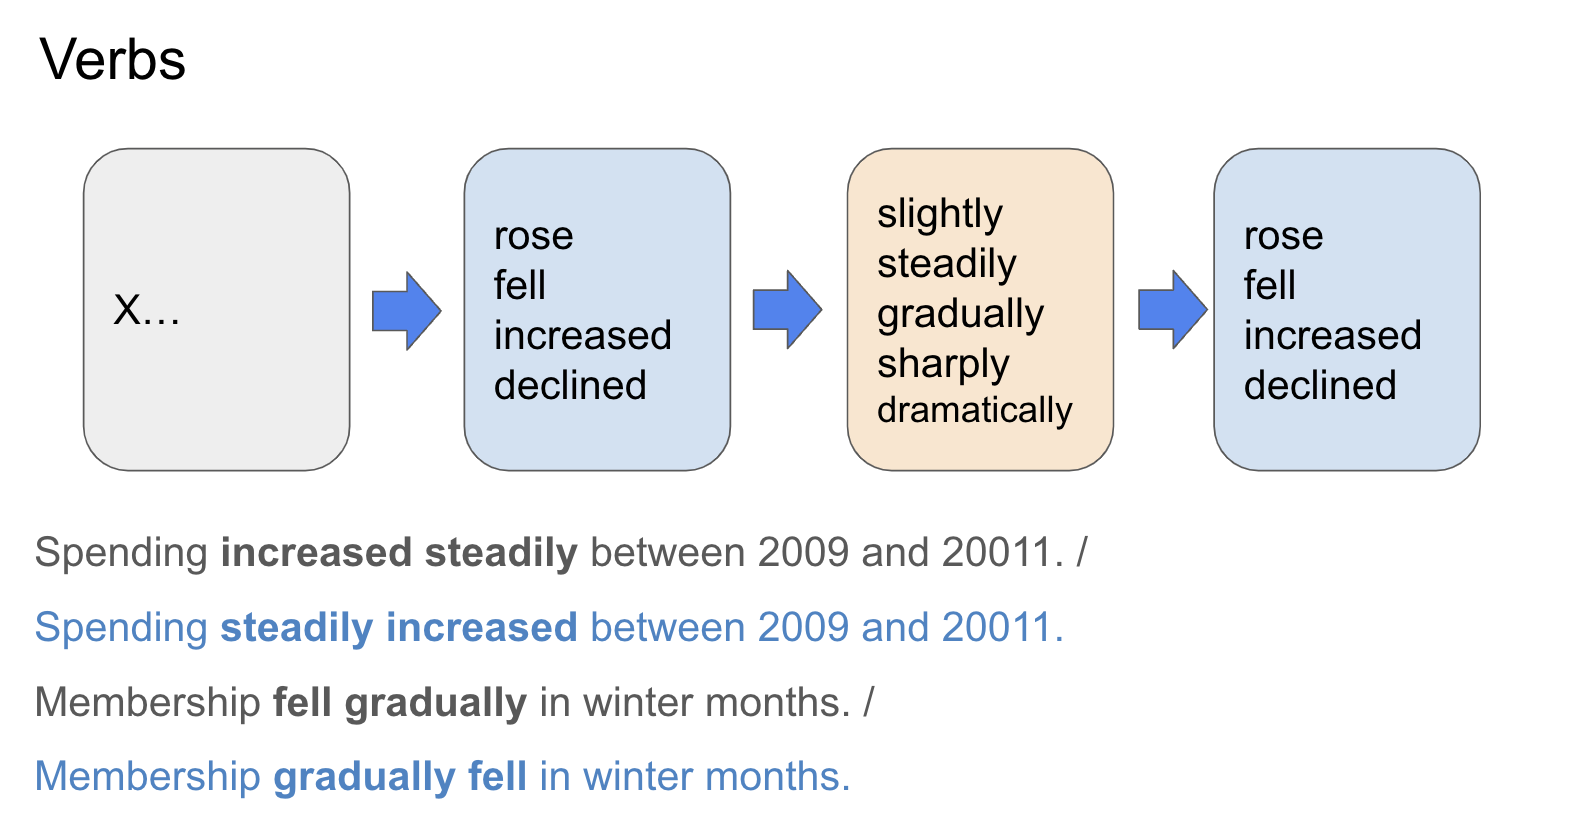 Verbs
X…
rose
fell
increased
declined
slightly
steadily
gradually
sharply
dramatically
rose
fell
increased
declined
Spending increased steadily between 2009 and 20011. /
Spending steadily increased between 2009 and 20011.
Membership fell gradually in winter months. /
Membership gradually fell in winter months.